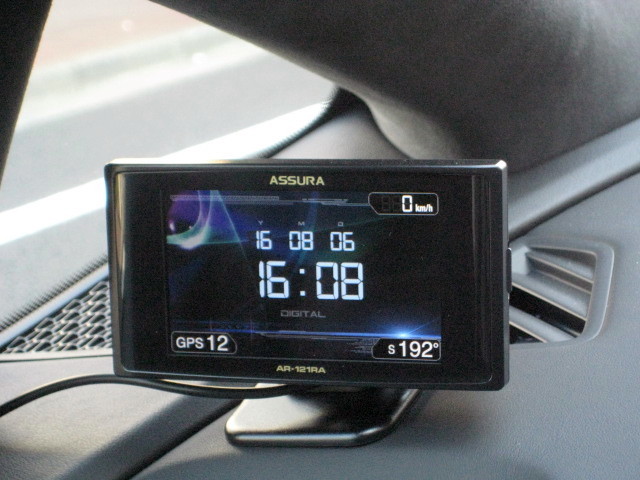 ASSURA
0 km/h
Y M D
16 08 06
16:08
DIGITAL
GPS 12
S 192°
AR-121RA